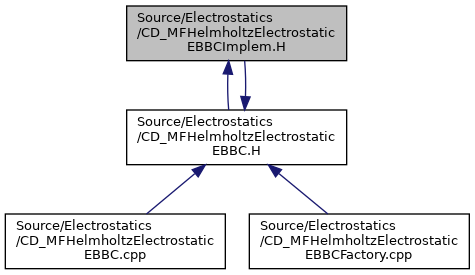 Source/Electrostatics
/CD_MFHelmholtzElectrostatic
EBBCImplem.H
Source/Electrostatics
/CD_MFHelmholtzElectrostatic
EBBC.H
Source/Electrostatics
/CD_MFHelmholtzElectrostatic
EBBC.cpp
Source/Electrostatics
/CD_MFHelmholtzElectrostatic
EBBCFactory.cpp